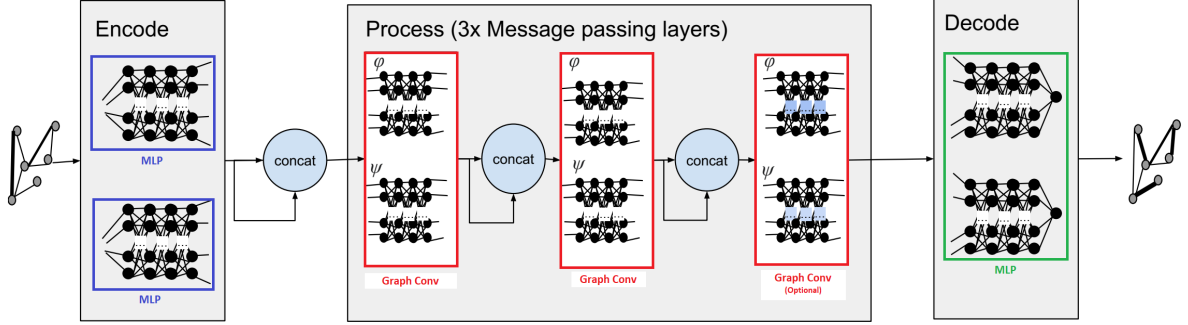 Encode
MLP
MLP
concat
Process (3x Message passing layers)
φ
ψ
Graph Conv
concat
φ
ψ
Graph Conv
concat
φ
ψ
Graph Conv
(Optional)
Decode
MLP